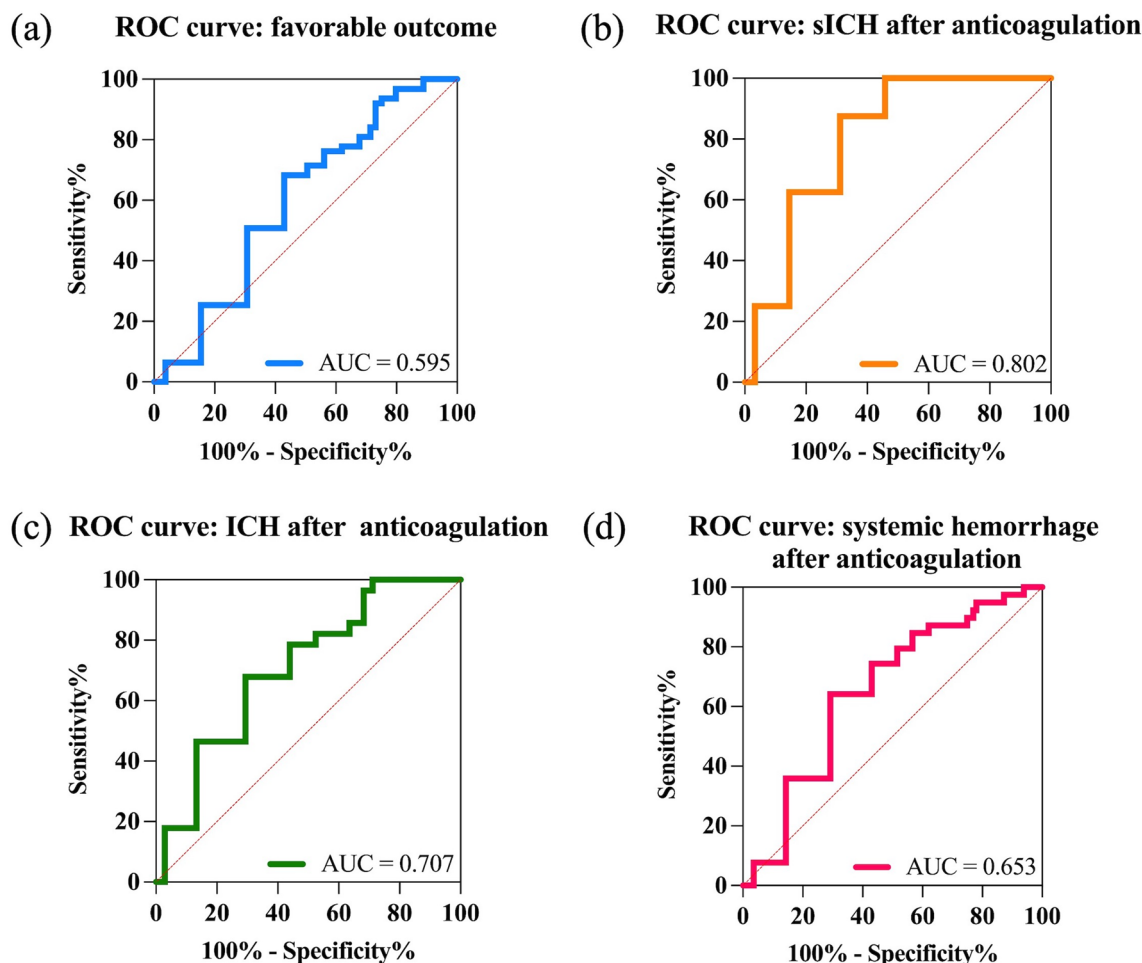 (a) ROC curve: favorable outcome
100
80
60
40
20
0
Sensitivity%
AUC = 0.595
0 20 40 60 80 100
100% - Specificity%
(b) ROC curve: sICH after anticoagulation
100
80
60
40
20
0
Sensitivity%
AUC = 0.802
0 20 40 60 80 100
100% - Specificity%
(c) ROC curve: ICH after anticoagulation
100
80
60
40
20
0
Sensitivity%
AUC = 0.707
0 20 40 60 80 100
100% - Specificity%
(d) ROC curve: systemic hemorrhage
after anticoagulation
100
80
60
40
20
0
Sensitivity%
AUC = 0.653
0 20 40 60 80 100
100% - Specificity%